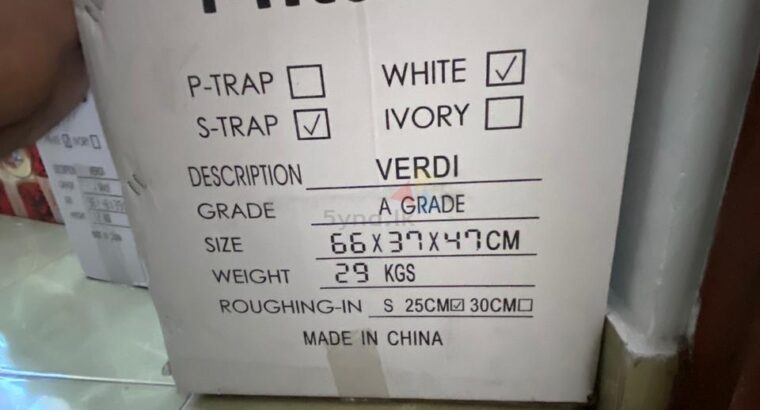 P-TRAP ☐ WHITE ☑
S-TRAP ☑ IVORY ☐
DESCRIPTION VERDI
GRADE A GRADE
SIZE 66X37X47CM
WEIGHT 29 KGS
ROUGHING-IN S 25CM☑ 30CM☐
MADE IN CHINA